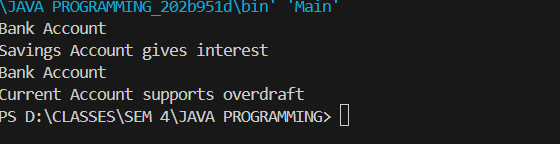 \JAVA PROGRAMMING_202b951d\bin' 'Main'
Bank Account
Savings Account gives interest
Bank Account
Current Account supports overdraft
PS D:\CLASSES\SEM 4\JAVA PROGRAMMING>